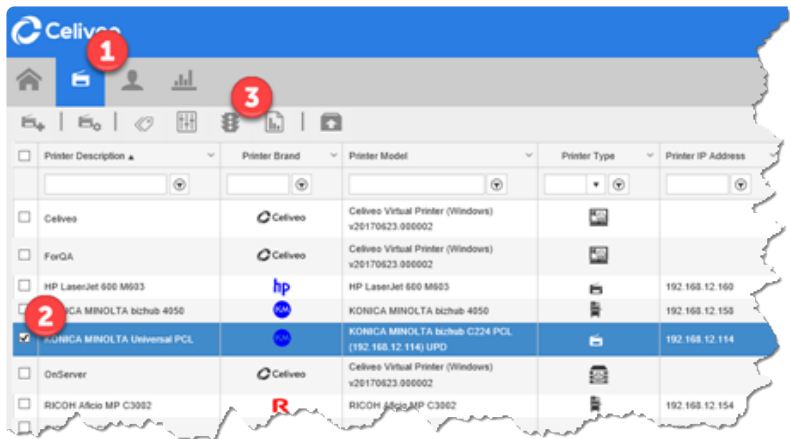 Celiveo
1
3
Printer Description
Printer Brand
Printer Model
Printer Type
Printer IP Address
Celiveo
Celiveo
Celiveo Virtual Printer (Windows)
v20170623.000002
ForQA
Celiveo
Celiveo Virtual Printer (Windows)
v20170623.000002
HP LaserJet 600 M603
hp
HP LaserJet 600 M603
192.168.12.160
2
ICA MINOLTA bizhub 4050
KM
KONICA MINOLTA bizhub 4050
192.168.12.158
KONICA MINOLTA Universal PCL
KM
KONICA MINOLTA bizhub C224 PCL
(192.168.12.114) UPD
192.168.12.114
OnServer
Celiveo
Celiveo Virtual Printer (Windows)
v20170623.000002
RICOH Aficio MP C3002
R
RICOH Aficio MP C3002
192.168.12.154